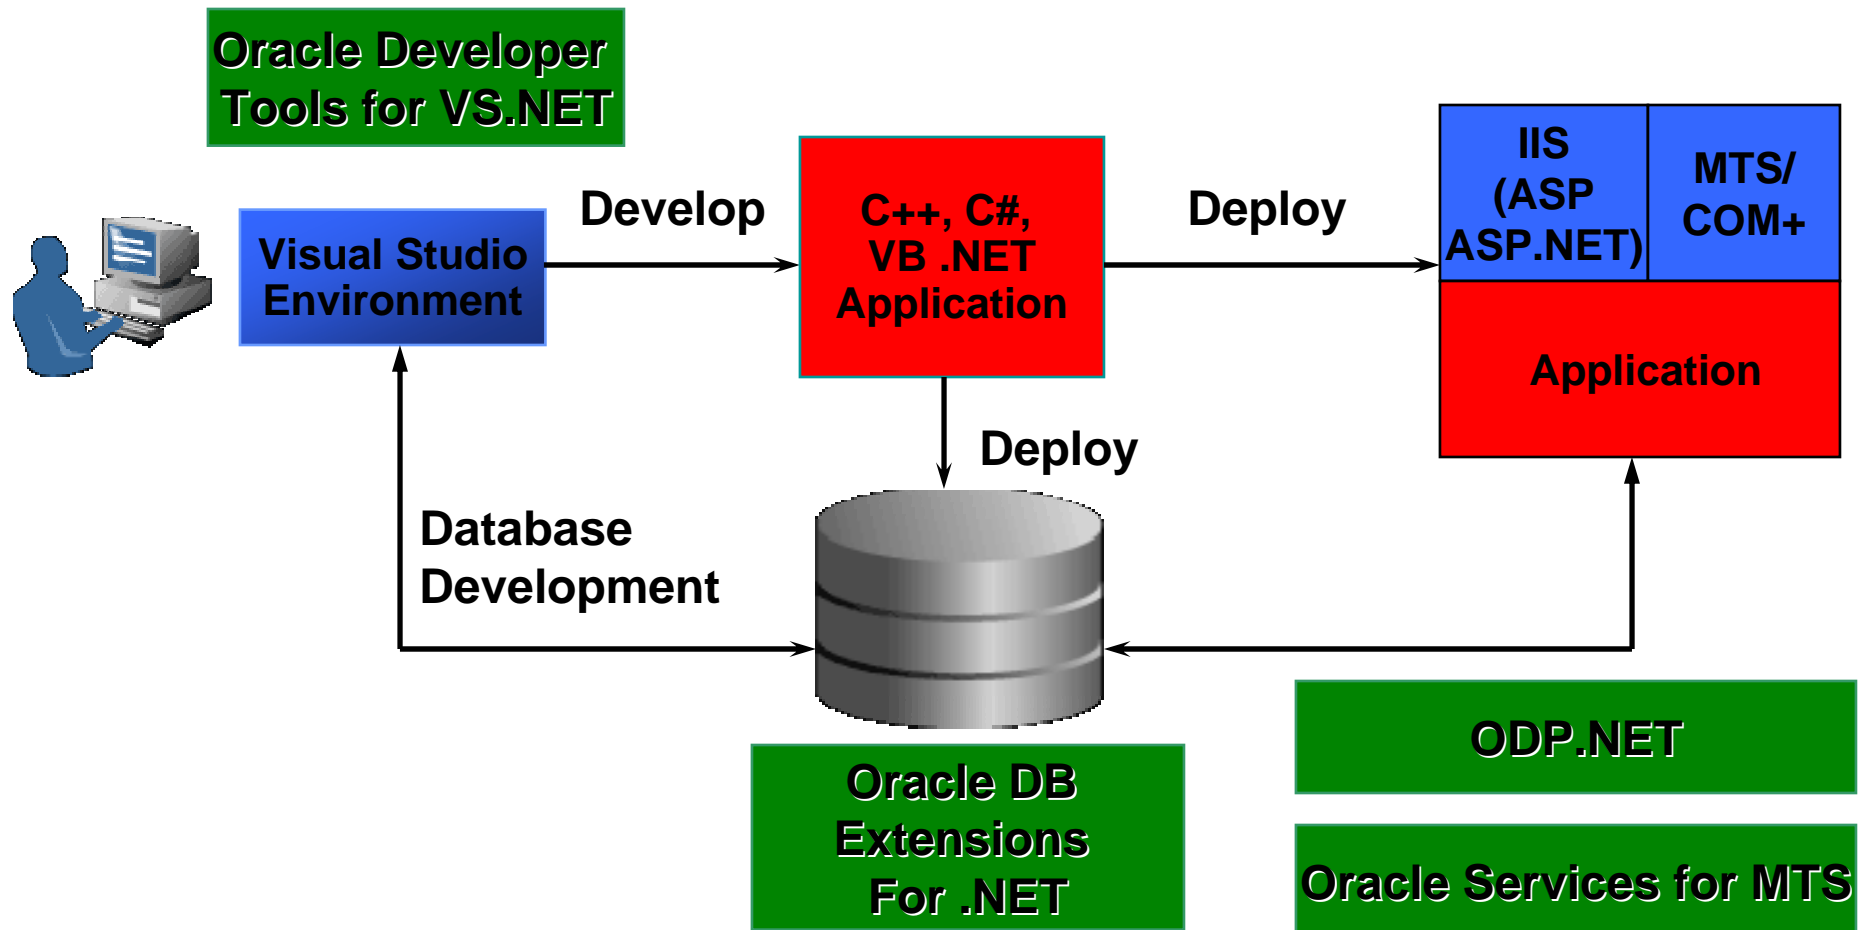 Oracle Developer
Tools for VS.NET
Visual Studio
Environment
Develop
C++, C#,
VB .NET
Application
Deploy
IIS
(ASP
ASP.NET)
MTS/
COM+
Application
Deploy
Database
Development
Oracle DB
Extensions
For .NET
ODP.NET
Oracle Services for MTS